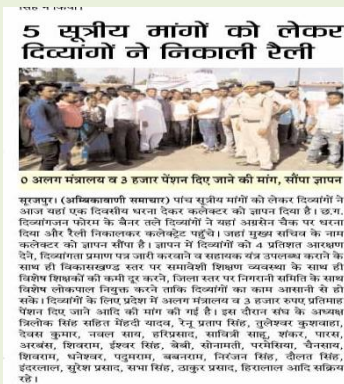 5 सूत्रीय मांगों को लेकर
दिव्यांगों ने निकाली रैली
0 अलग मंत्रालय व 3 हजार पेंशन दिए जाने की मांग, सौंपा ज्ञापन
सूरजपुर। (अम्बिकावाणी समाचार) पांच सूत्रीय मांगों को लेकर दिव्यांगों ने
आज यहां एक दिवसीय धरना देकर कलेक्टर को ज्ञापन दिया है। छ.ग.
दिव्यांगजन फोरम के बैनर तले दिव्यांगों ने यहां अग्रसेन चैक पर धरना
दिया और रैली निकालकर कलेक्ट्रेट पहुँचे। जहां मुख्य सचिव के नाम
कलेक्टर को ज्ञापन सौंपा है। ज्ञापन में दिव्यांगों को 4 प्रतिशत आरक्षण
देने, दिव्यांगता प्रमाण पत्र जारी करवाने व सहायक यंत्र उपलब्ध कराने के
साथ ही विकासखण्ड स्तर पर समावेशी शिक्षण व्यवस्था के साथ ही
विशेष शिक्षकों की कमी दूर करने, जिला स्तर पर निगरानी समिति के साथ
विशेष लोकपाल नियुक्त करने ताकि दिव्यांगों का काम आसानी से हो
सके। दिव्यांगों के लिए प्रदेश में अलग मंत्रालय व 3 हजार रुपए प्रतिमाह
पेंशन दिए जाने आदि की मांग की गई है। इस दौरान संघ के अध्यक्ष
त्रिलोक सिंह सहित मेंहदी यादव, रेनू प्रताप सिंह, तुलेश्वर कुशवाहा,
देवस कुमार, नवल साय, हरिप्रसाद, सावित्री साहू, शंकर, पारस,
अरबंस, शिवराम, ईश्वर सिंह, बेबी, सोनामती, परमेसिया, चैनसाय,
शिवराम, धनेश्वर, पदुमराम, बबनराम, निरंजन सिंह, दौलत सिंह,
इंदरलाल, सुरेश प्रसाद, सभा सिंह, ठाकुर प्रसाद, हिरालाल आदि सक्रिय
रहे।